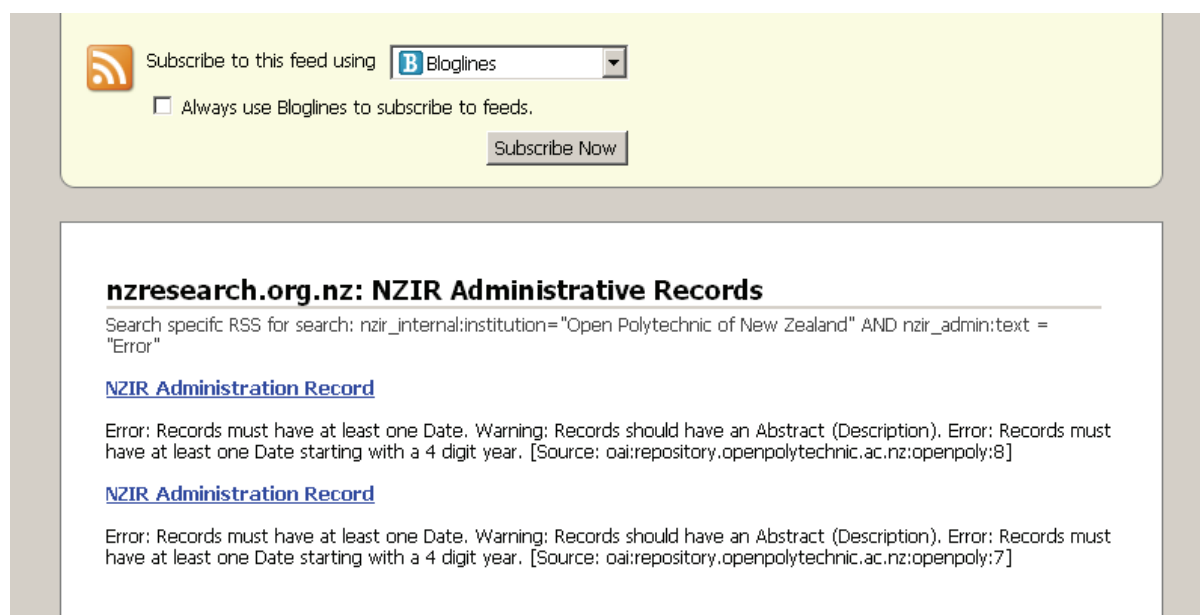 Subscribe to this feed using B Bloglines
Always use Bloglines to subscribe to feeds.
Subscribe Now
nzresearch.org.nz: NZIR Administrative Records
Search specifc RSS for search: nzir_internal:institution="Open Polytechnic of New Zealand" AND nzir_admin:text =
"Error"
NZIR Administration Record
Error: Records must have at least one Date. Warning: Records should have an Abstract (Description). Error: Records must
have at least one Date starting with a 4 digit year. [Source: oai:repository.openpolytechnic.ac.nz:openpoly:8]
NZIR Administration Record
Error: Records must have at least one Date. Warning: Records should have an Abstract (Description). Error: Records must
have at least one Date starting with a 4 digit year. [Source: oai:repository.openpolytechnic.ac.nz:openpoly:7]